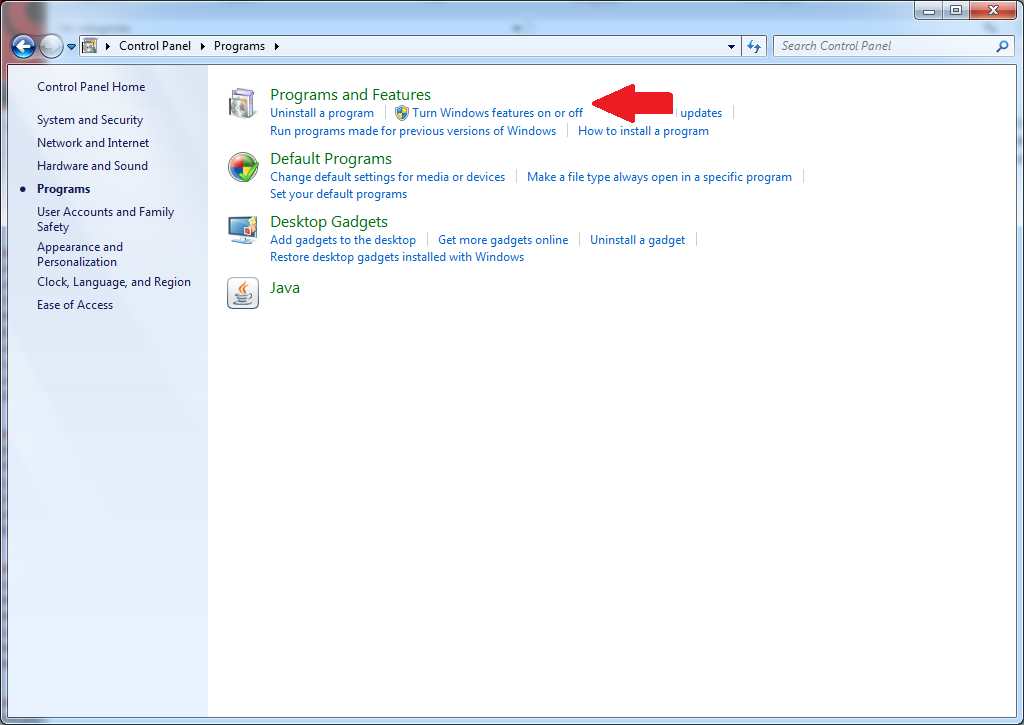 Control Panel
Programs
Search Control Panel
Control Panel Home
System and Security
Network and Internet
Hardware and Sound
Programs
User Accounts and Family
Safety
Appearance and
Personalization
Clock, Language, and Region
Ease of Access
Programs and Features
Uninstall a program
Turn Windows features on or off
updates
Run programs made for previous versions of Windows
How to install a program
Default Programs
Change default settings for media or devices
Make a file type always open in a specific program
Set your default programs
Desktop Gadgets
Add gadgets to the desktop
Get more gadgets online
Uninstall a gadget
Restore desktop gadgets installed with Windows
Java